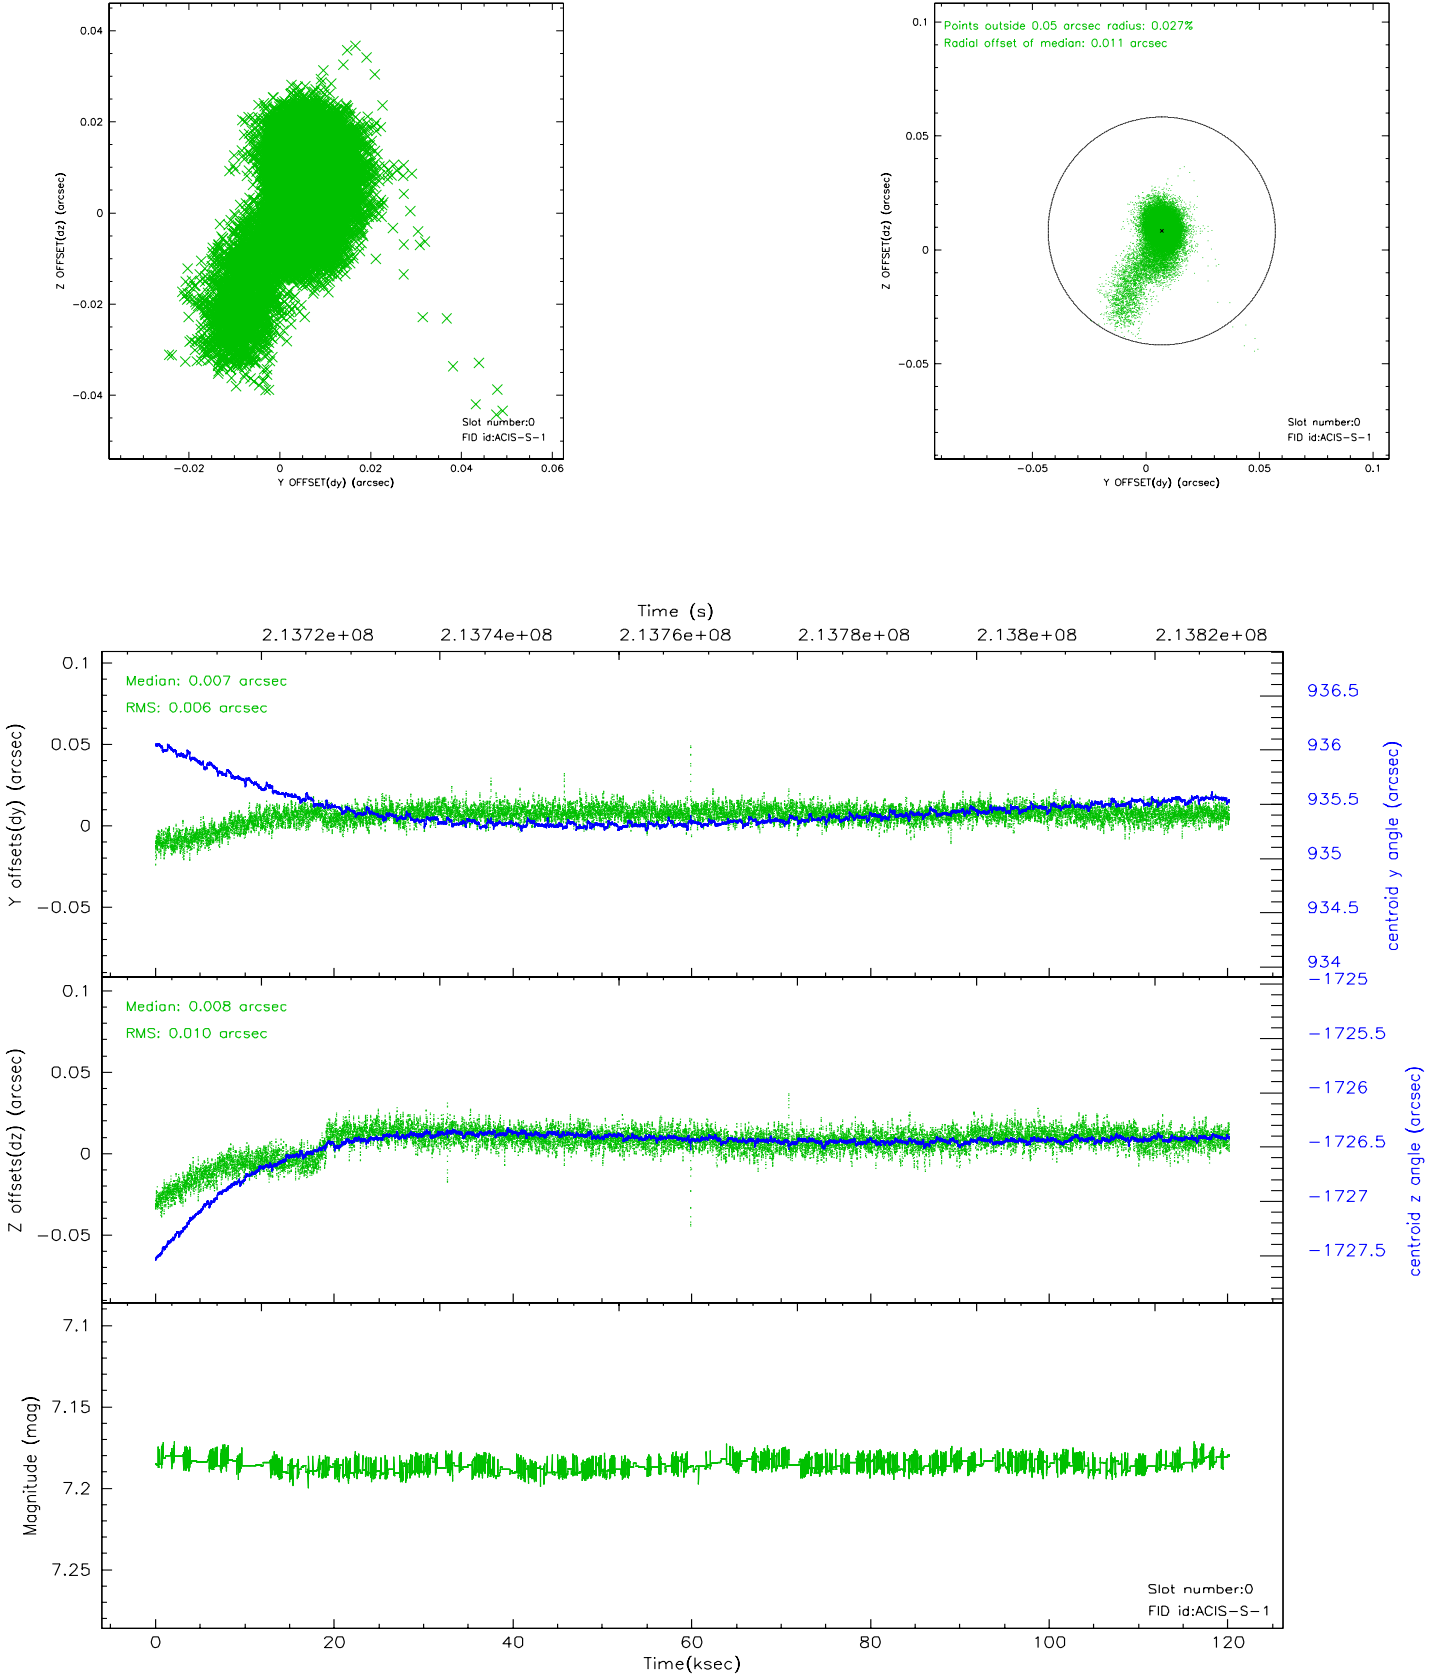 0.04
0.02
0
−0.02
−0.04
Z OFFSET(dz) (arcsec)
Slot number:0
FID id:ACIS−S−1
−0.02 0 0.02 0.04 0.06
Y OFFSET(dy) (arcsec)
0.1
0.05
0
−0.05
Z OFFSET(dz) (arcsec)
Points outside 0.05 arcsec radius: 0.027%
Radial offset of median: 0.011 arcsec
Slot number:0
FID id:ACIS−S−1
−0.05 0 0.05 0.1
Y OFFSET(dy) (arcsec)
Time (s)
2.1372e+08 2.1374e+08 2.1376e+08 2.1378e+08 2.138e+08 2.1382e+08
0.1
0.05
0
−0.05
Y offsets(dy) (arcsec)
Median: 0.007 arcsec
RMS: 0.006 arcsec
936.5
936
935.5
935
934.5
934
centroid y angle (arcsec)
0.1
0.05
0
−0.05
Z offsets(dz) (arcsec)
Median: 0.008 arcsec
RMS: 0.010 arcsec
−1725
−1725.5
−1726
−1726.5
−1727
−1727.5
centroid z angle (arcsec)
7.1
7.15
7.2
7.25
Magnitude (mag)
Slot number:0
FID id:ACIS−S−1
0 20 40 60 80 100 120
Time(ksec)